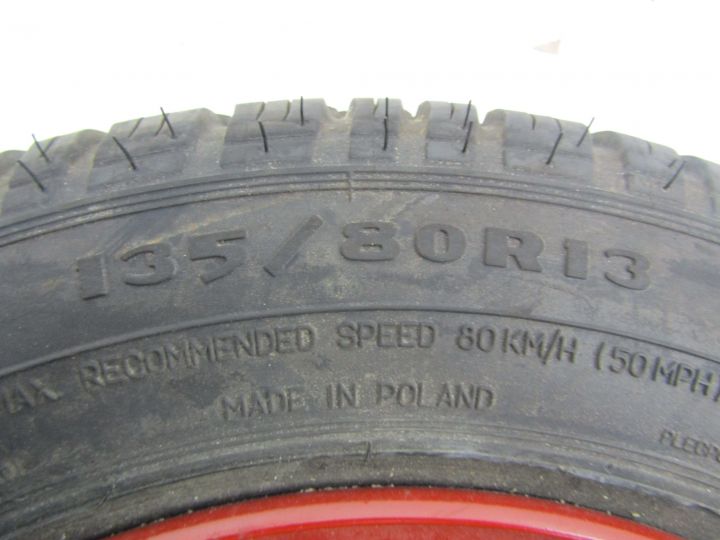 135/80R13
MAX RECOMMENDED SPEED 80KM/H (50MPH)
MADE IN POLAND